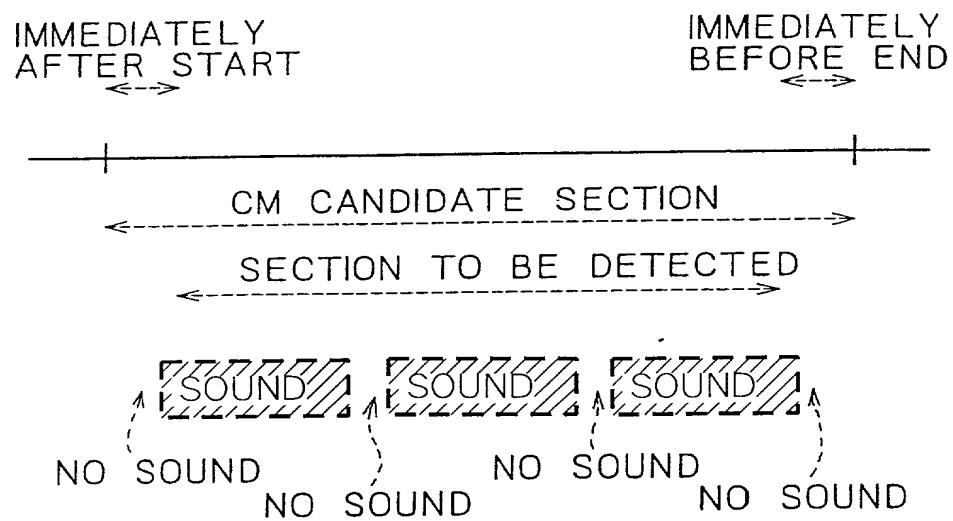 IMMEDIATELY
AFTER START
IMMEDIATELY
BEFORE END
CM CANDIDATE SECTION
SECTION TO BE DETECTED
SOUND
SOUND
SOUND
NO SOUND
NO SOUND
NO SOUND
NO SOUND